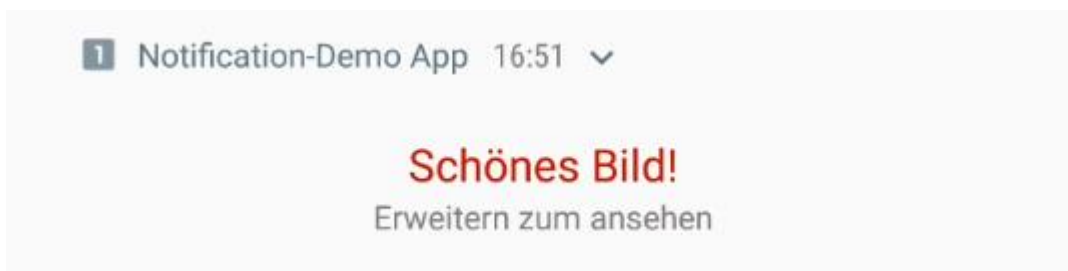 1 Notification-Demo App 16:51
Schönes Bild!
Erweitern zum ansehen